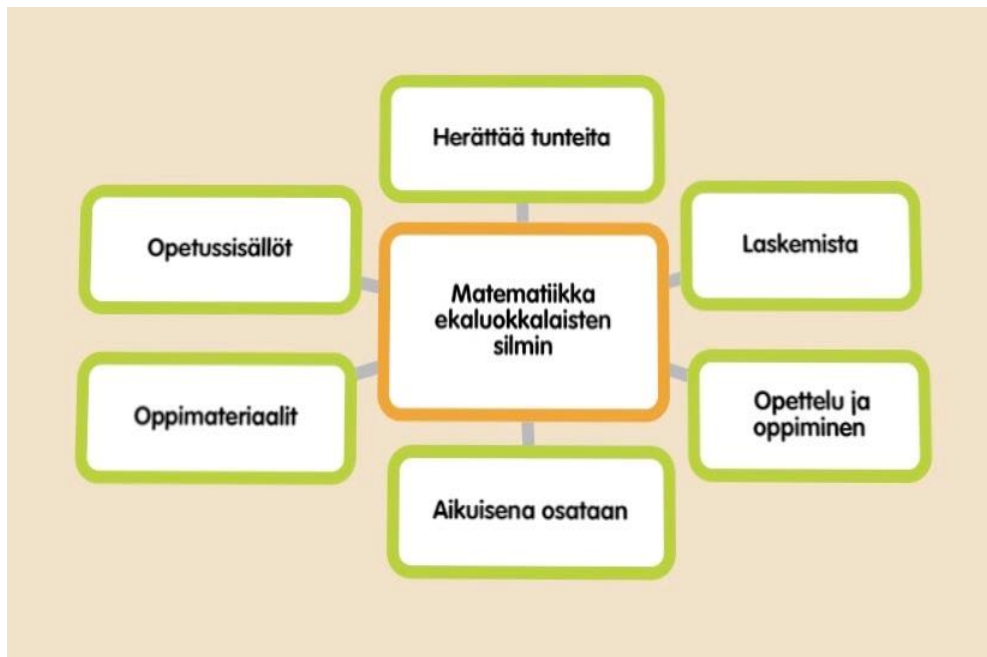 Herättää tunteita
Opetussisällöt
Laskemista
Matematiikka
ekaluokkalaisten
silmin
Oppimateriaalit
Opettelu ja
oppiminen
Aikuisena osataan